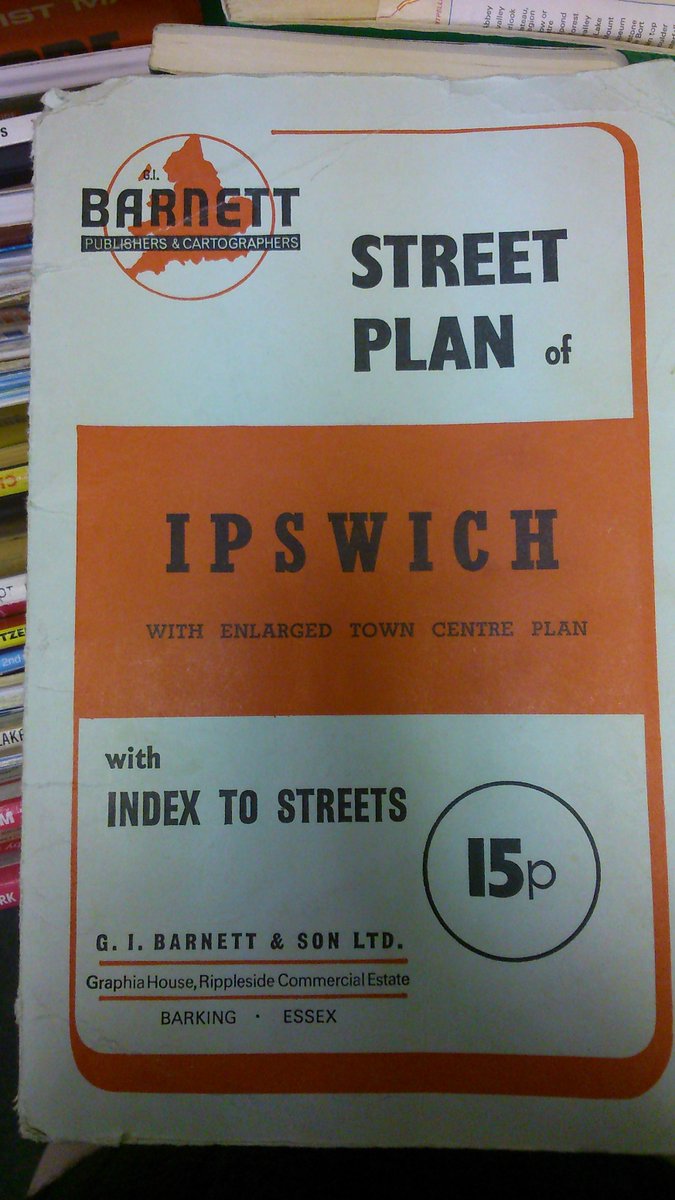 G.I.
BARNETT
PUBLISHERS & CARTOGRAPHERS
STREET
PLAN of
IPSWICH
WITH ENLARGED TOWN CENTRE PLAN
with
INDEX TO STREETS
15p
G. I. BARNETT & SON LTD.
Graphia House, Rippleside Commercial Estate
BARKING · ESSEX